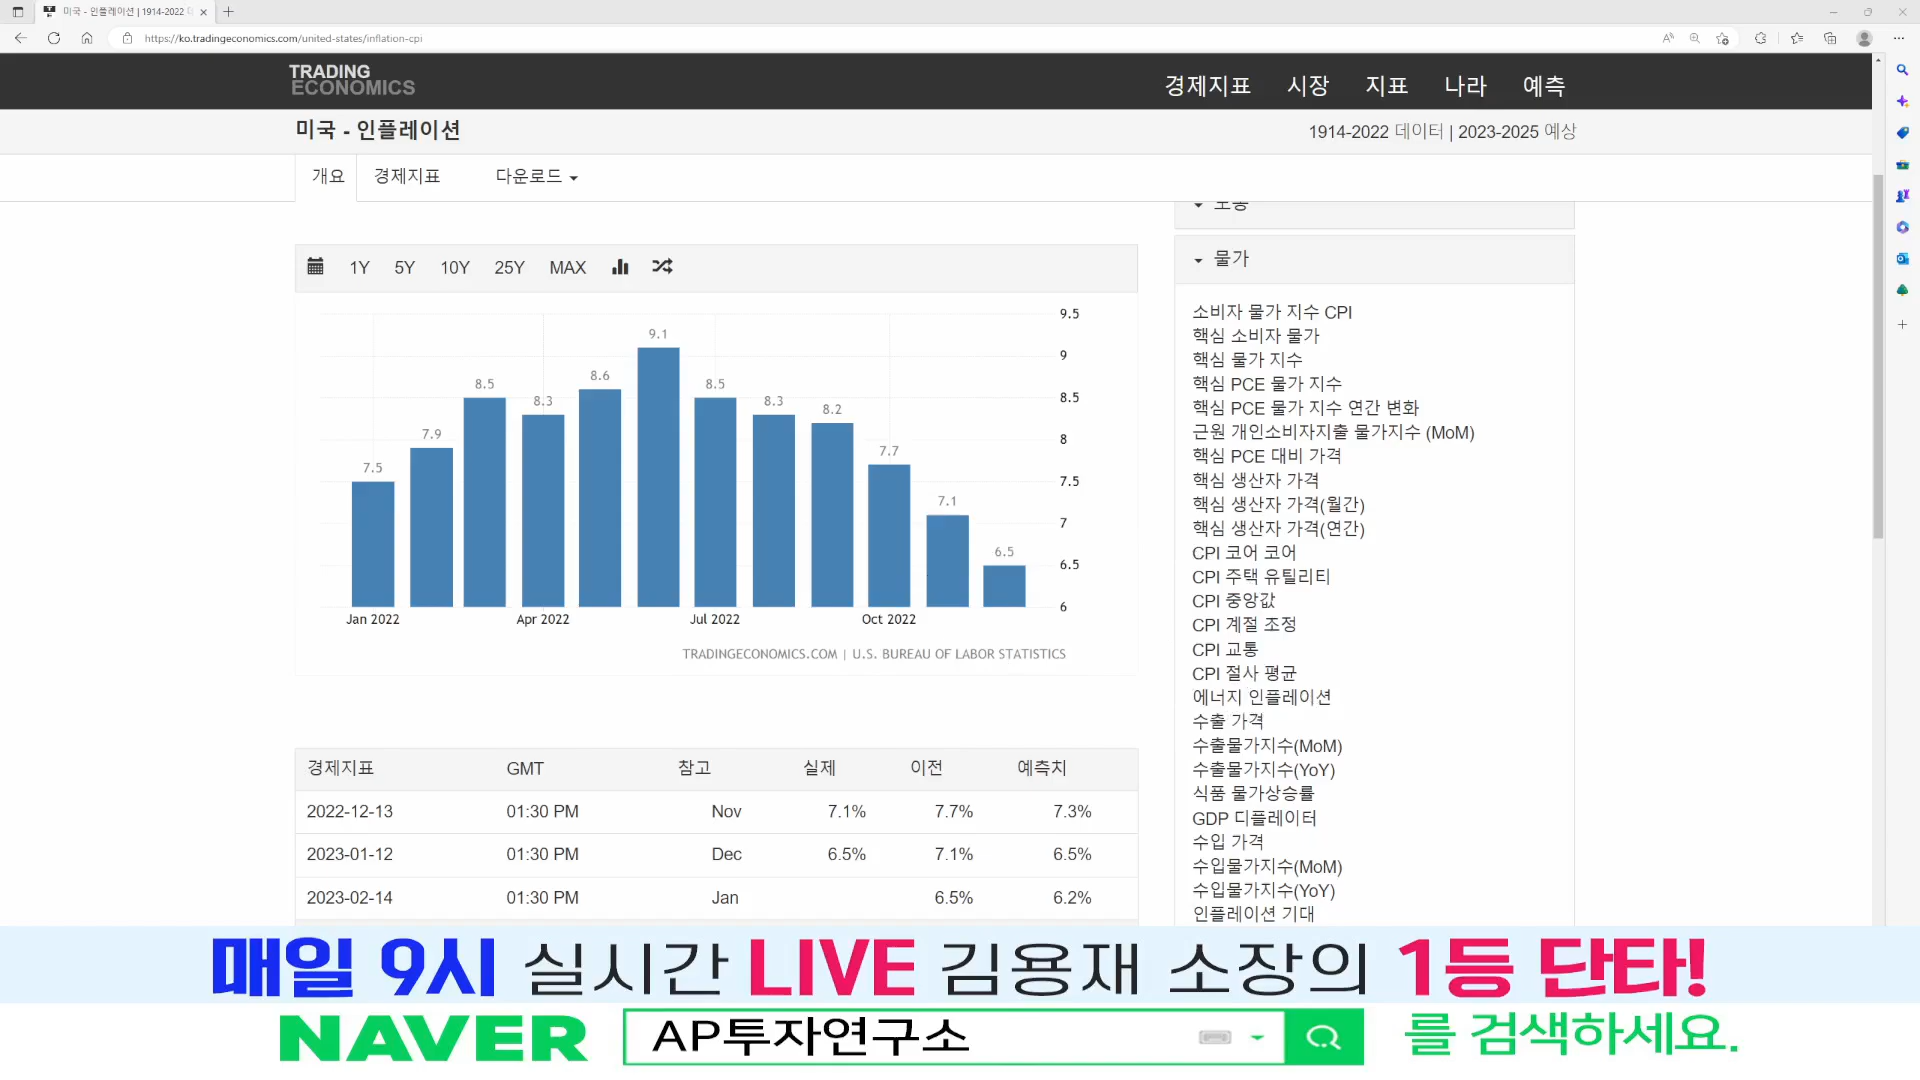 미국 - 인플레이션 | 1914-2022 데
https://ko.tradingeconomics.com/united-states/inflation-cpi
TRADING
ECONOMICS
경제지표 시장 지표 나라 예측
미국 - 인플레이션
1914-2022 데이터 | 2023-2025 예상
개요 경제지표 다운로드
1Y 5Y 10Y 25Y MAX
9.5
9
8.5
8
7.5
7
6.5
6
7.5
7.9
8.5
8.3
8.6
9.1
8.5
8.3
8.2
7.7
7.1
6.5
Jan 2022 Apr 2022 Jul 2022 Oct 2022
TRADINGECONOMICS.COM | U.S. BUREAU OF LABOR STATISTICS
경제지표 GMT 참고 실제 이전 예측치
2022-12-13 01:30 PM Nov 7.1% 7.7% 7.3%
2023-01-12 01:30 PM Dec 6.5% 7.1% 6.5%
2023-02-14 01:30 PM Jan 6.5% 6.2%
물가
소비자 물가 지수 CPI
핵심 소비자 물가
핵심 물가 지수
핵심 PCE 물가 지수
핵심 PCE 물가 지수 연간 변화
근원 개인소비자지출 물가지수 (MoM)
핵심 PCE 대비 가격
핵심 생산자 가격
핵심 생산자 가격(월간)
핵심 생산자 가격(연간)
CPI 코어 코어
CPI 주택 유틸리티
CPI 중앙값
CPI 계절 조정
CPI 교통
CPI 절사 평균
에너지 인플레이션
수출 가격
수출물가지수(MoM)
수출물가지수(YoY)
식품 물가상승률
GDP 디플레이터
수입 가격
수입물가지수(MoM)
수입물가지수(YoY)
인플레이션 기대
매일 9시 실시간 LIVE 김용재 소장의 1등 단타!
NAVER AP투자연구소 를 검색하세요.